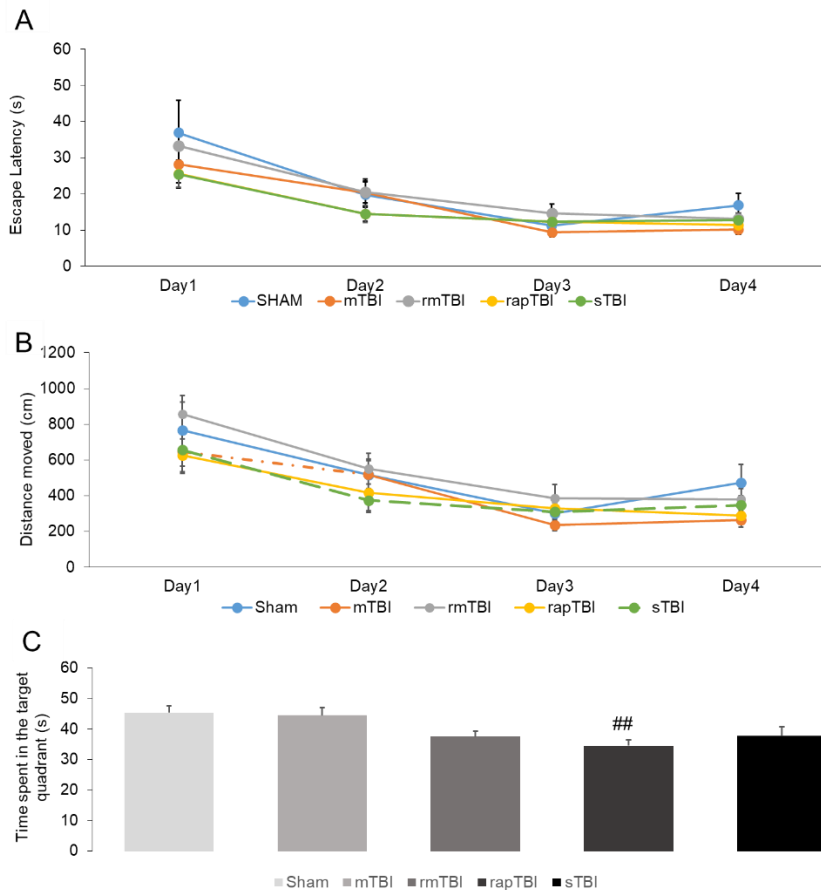 A
60
50
40
30
20
10
0
Escape Latency (s)
Day1 Day2 Day3 Day4
SHAM mTBI rmTBI rapTBI sTBI
B
1200
1000
800
600
400
200
0
Distance moved (cm)
Day1 Day2 Day3 Day4
Sham mTBI rmTBI rapTBI sTBI
C
60
50
40
30
20
10
0
Time spent in the target
quadrant (s)
##
Sham mTBI rmTBI rapTBI sTBI